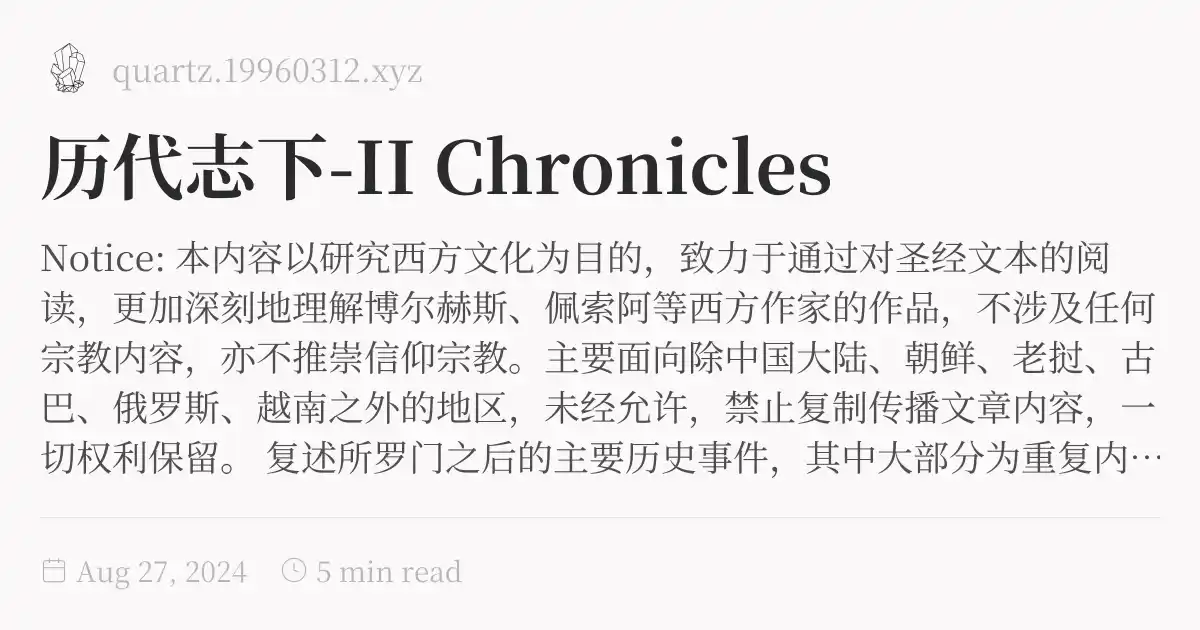 quartz.19960312.xyz
历代志下-II Chronicles
Notice: 本内容以研究西方文化为目的，致力于通过对圣经文本的阅
读，更加深刻地理解博尔赫斯、佩索阿等西方作家的作品，不涉及任何
宗教内容，亦不推崇信仰宗教。主要面向除中国大陆、朝鲜、老挝、古
巴、俄罗斯、越南之外的地区，未经允许，禁止复制传播文章内容，一
切权利保留。 复述所罗门之后的主要历史事件，其中大部分为重复内…
Aug 27, 2024 5 min read